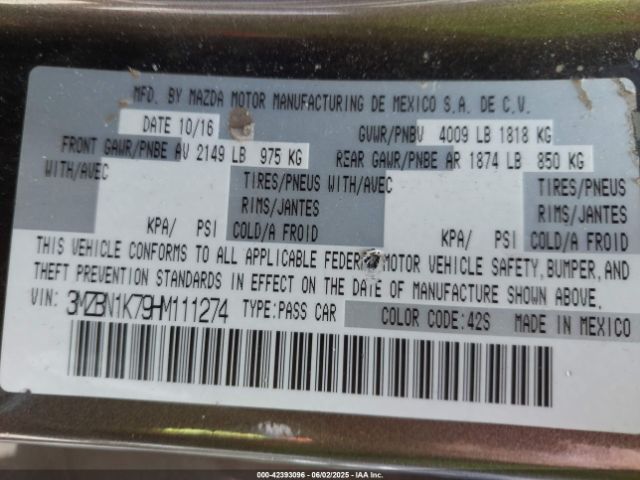 MFD. BY MAZDA MOTOR MANUFACTURING DE MEXICO S.A. DE C.V.
DATE 10/16 GVWR/PNBV 4009 LB 1818 KG
FRONT GAWR/PNBE AV 2149 LB 975 KG REAR GAWR/PNBE AR 1874 LB 850 KG
WITH/AVEC TIRES/PNEUS WITH/AVEC TIRES/PNEUS
RIMS/JANTES RIMS/JANTES
KPA/ PSI COLD/A FROID KPA/ PSI COLD/A FROID
THIS VEHICLE CONFORMS TO ALL APPLICABLE FEDERAL MOTOR VEHICLE SAFETY, BUMPER, AND
THEFT PREVENTION STANDARDS IN EFFECT ON THE DATE OF MANUFACTURE SHOWN ABOVE.
VIN: 3MZBN1K79HM111274 TYPE:PASS CAR COLOR CODE:42S MADE IN MEXICO
000-42393096 | 06/02/2025 | IAA Inc.